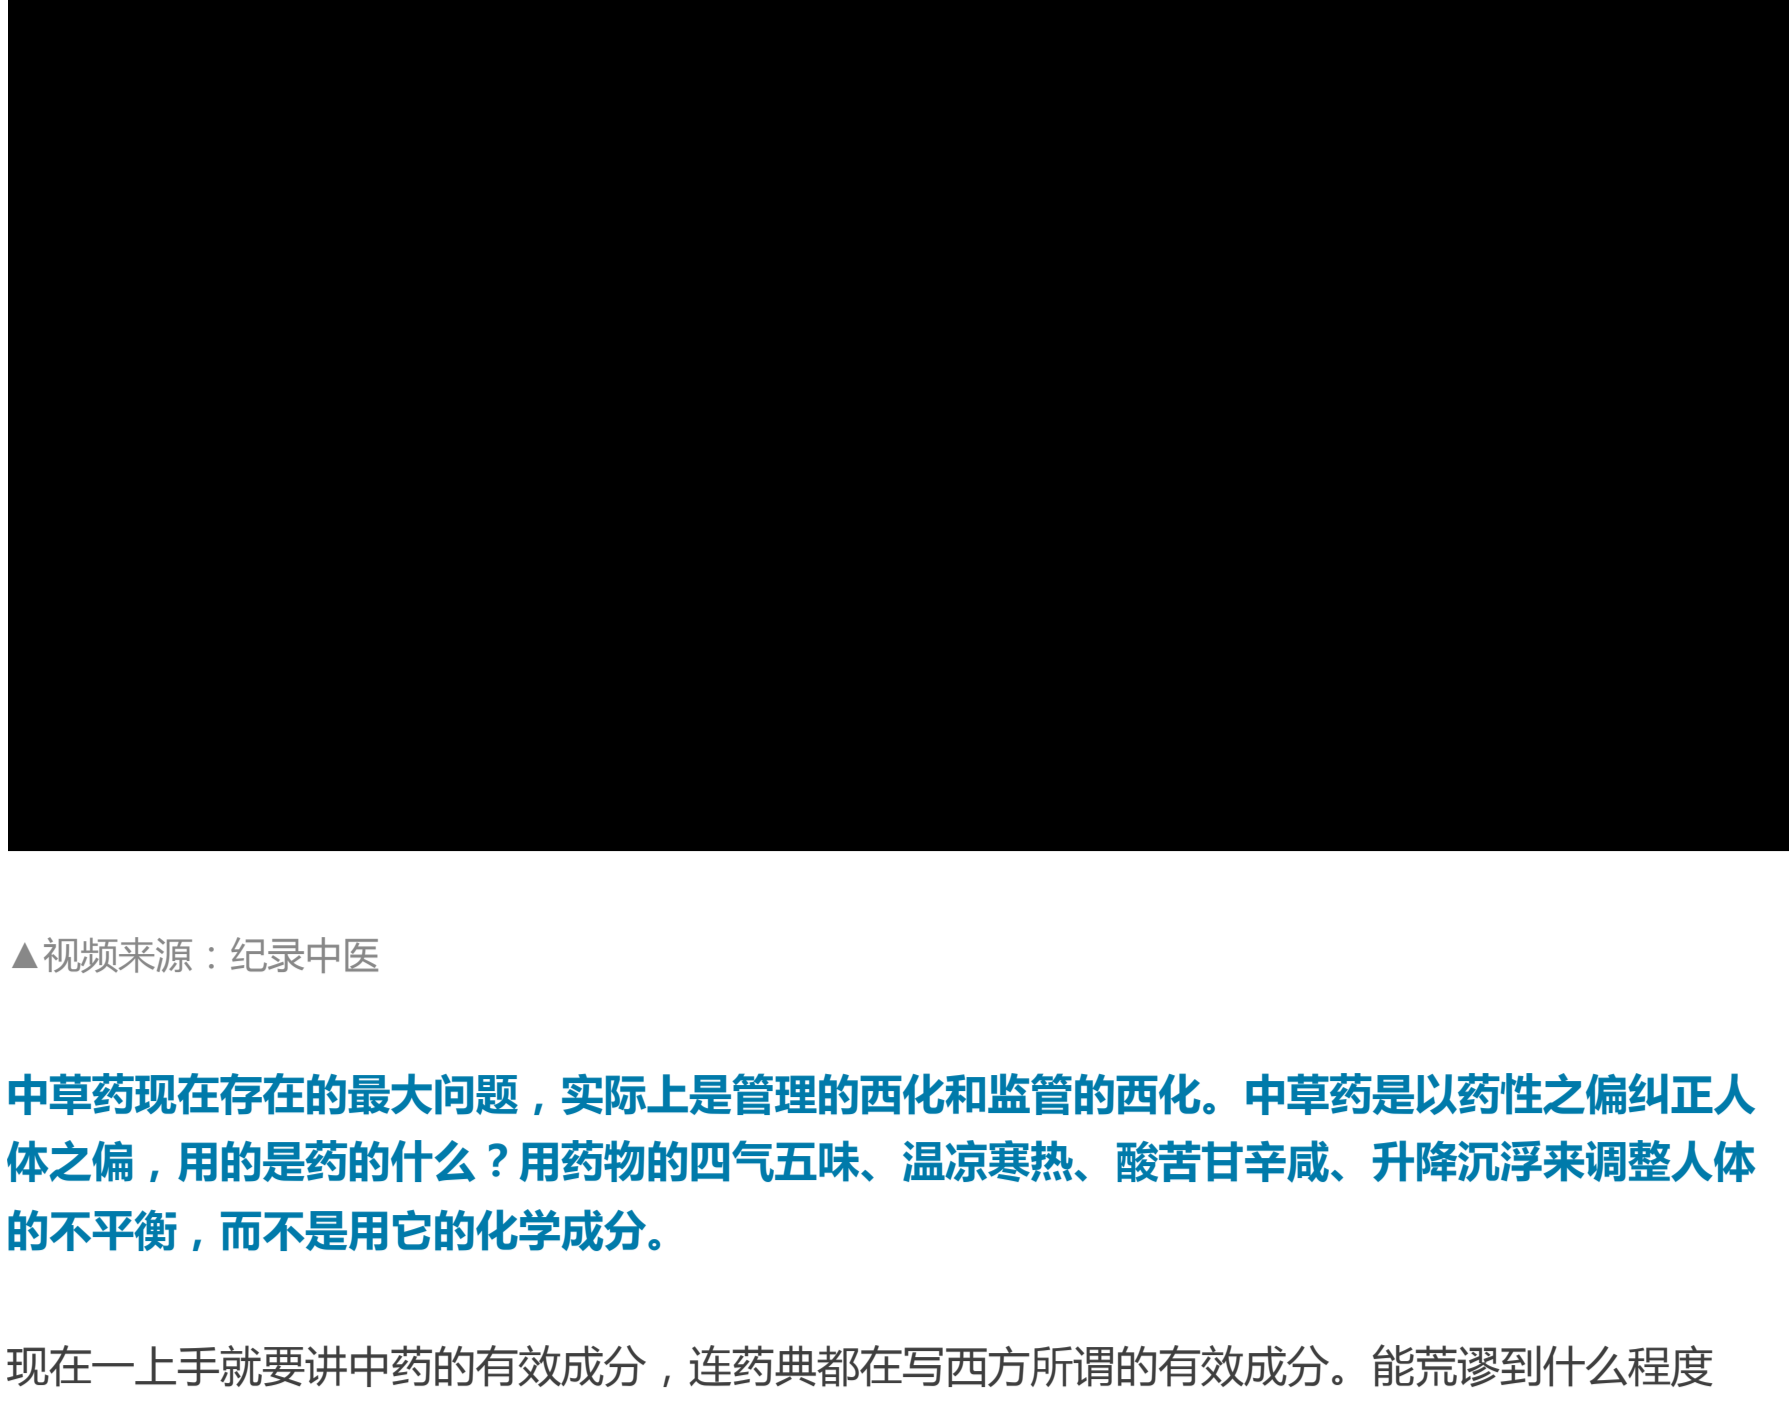 ▲视频来源：纪录中医
中草药现在存在的最大问题，实际上是管理的西化和监管的西化。中草药是以药性之偏纠正人
体之偏，用的是药的什么？用药物的四气五味、温凉寒热、酸苦甘辛咸、升降沉浮来调整人体
的不平衡，而不是用它的化学成分。
现在一上手就要讲中药的有效成分，连药典都在写西方所谓的有效成分。能荒谬到什么程度